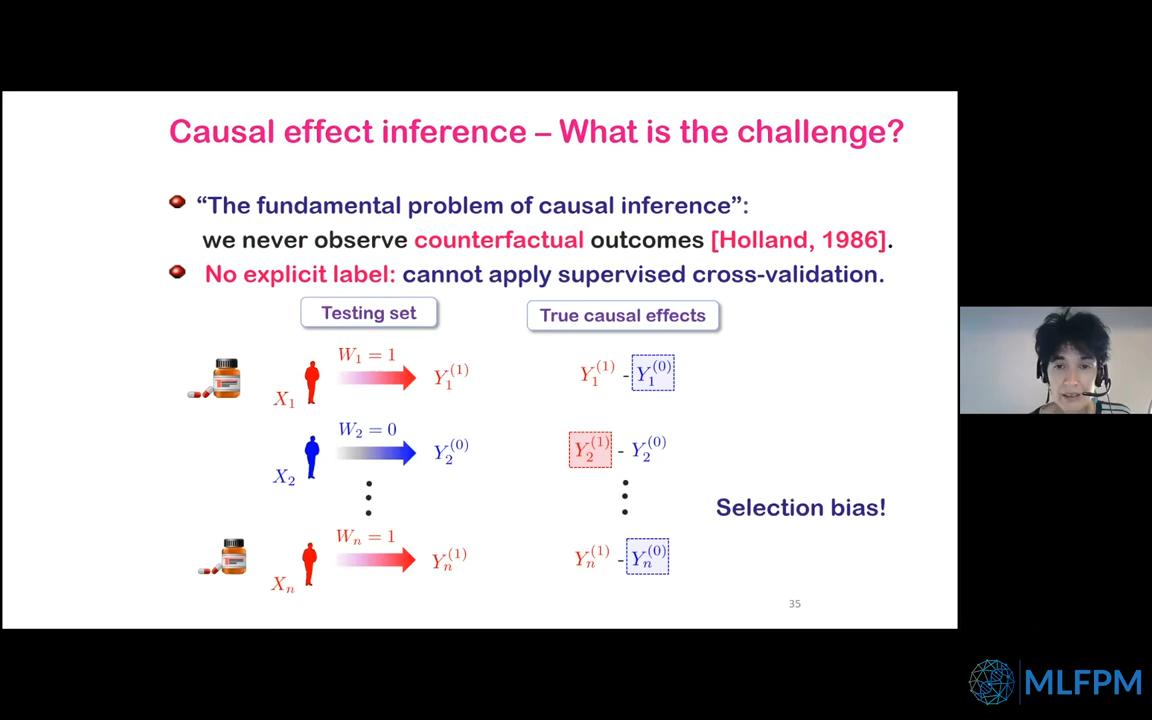 Causal effect inference – What is the challenge?
“The fundamental problem of causal inference”:
we never observe counterfactual outcomes [Holland, 1986].
No explicit label: cannot apply supervised cross-validation.
Testing set
True causal effects
W₁ = 1
X₁
Y₁⁽¹⁾
Y₁⁽¹⁾ - Y₁⁽⁰⁾
W₂ = 0
X₂
Y₂⁽⁰⁾
Y₂⁽¹⁾ - Y₂⁽⁰⁾
Selection bias!
Wₙ = 1
Xₙ
Yₙ⁽¹⁾
Yₙ⁽¹⁾ - Yₙ⁽⁰⁾
35
MLFPM